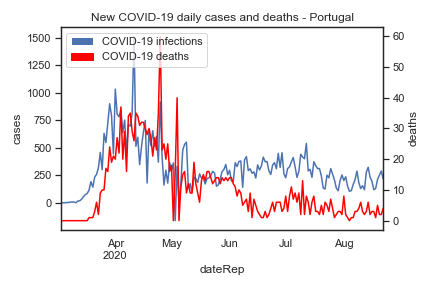 New COVID-19 daily cases and deaths - Portugal
COVID-19 infections
COVID-19 deaths
1500
1250
1000
750
500
250
0
cases
60
50
40
30
20
10
0
deaths
Apr
2020
May
Jun
Jul
Aug
dateRep